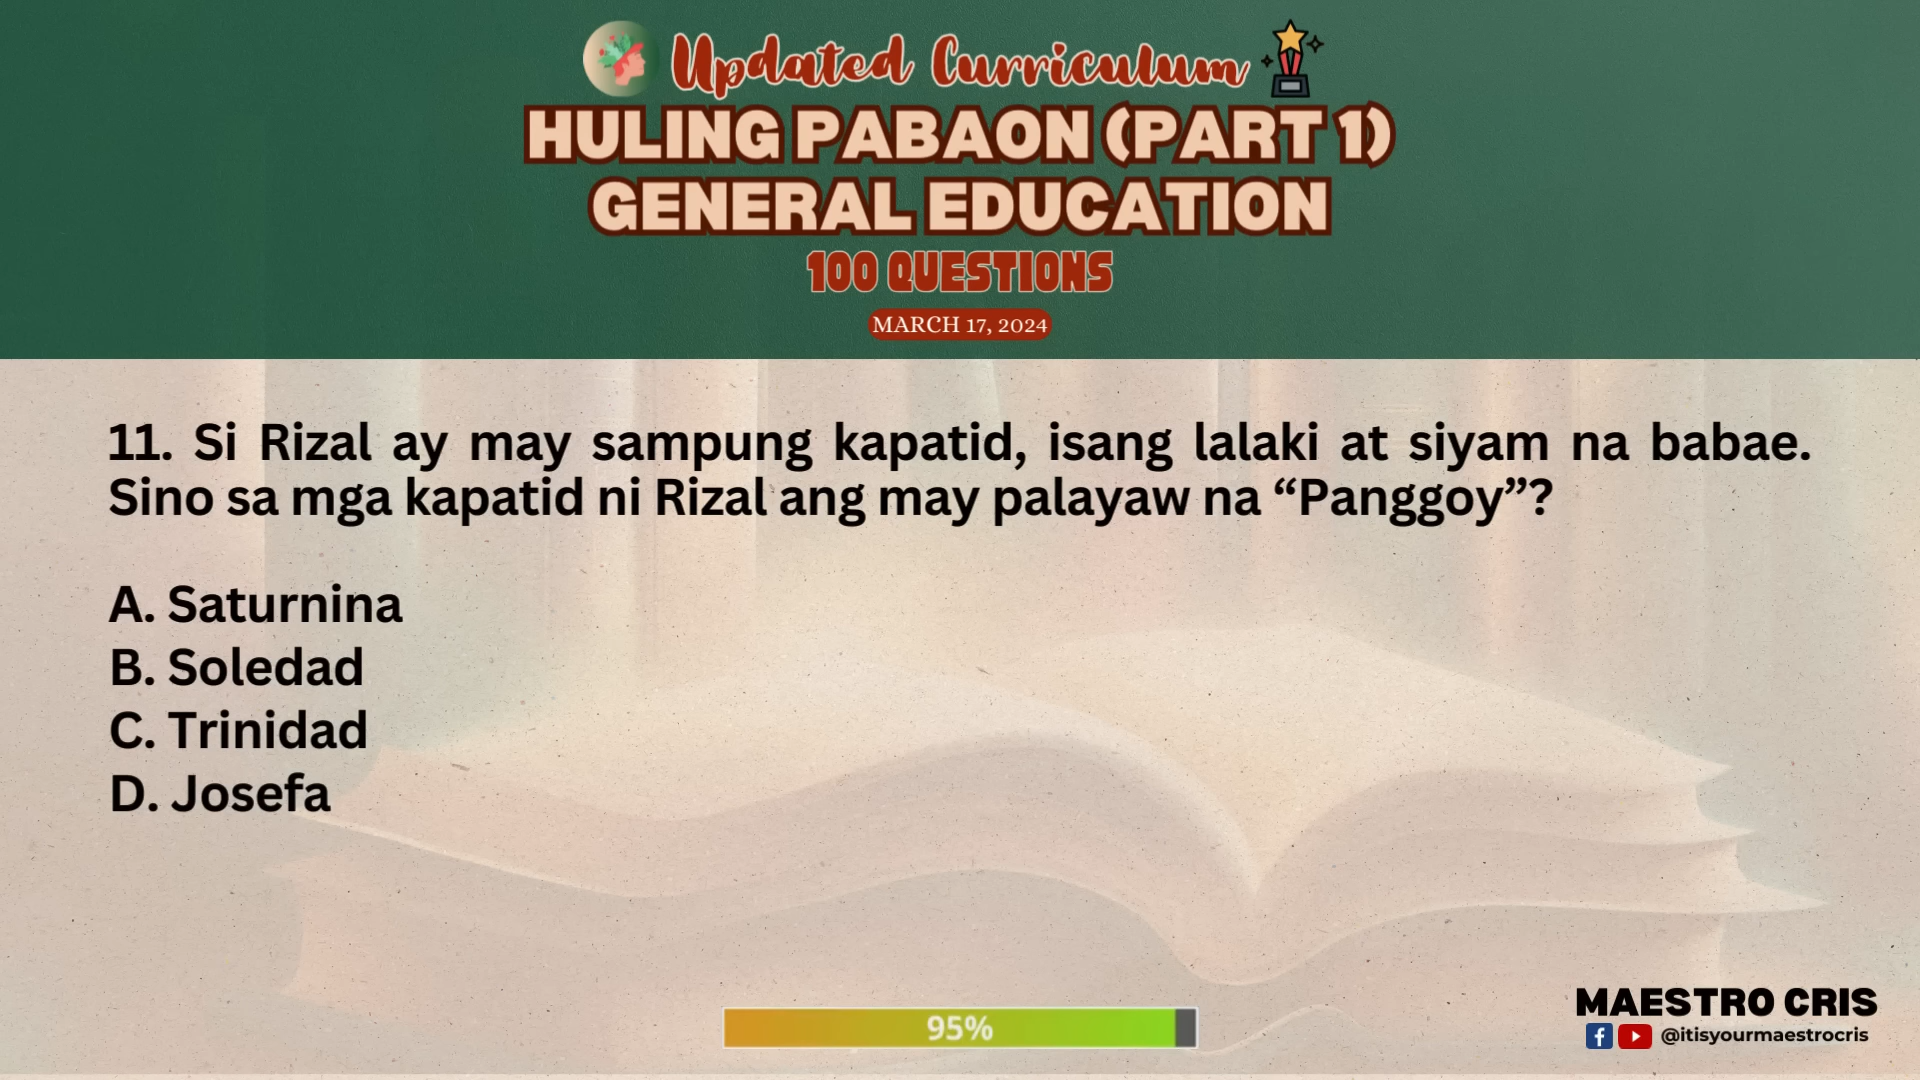 Updated Curriculum
HULING PABAON (PART 1)
GENERAL EDUCATION
100 QUESTIONS
MARCH 17, 2024
11. Si Rizal ay may sampung kapatid, isang lalaki at siyam na babae.
Sino sa mga kapatid ni Rizal ang may palayaw na “Panggoy”?
A. Saturnina
B. Soledad
C. Trinidad
D. Josefa
95%
MAESTRO CRIS
@itisyourmaestrocris